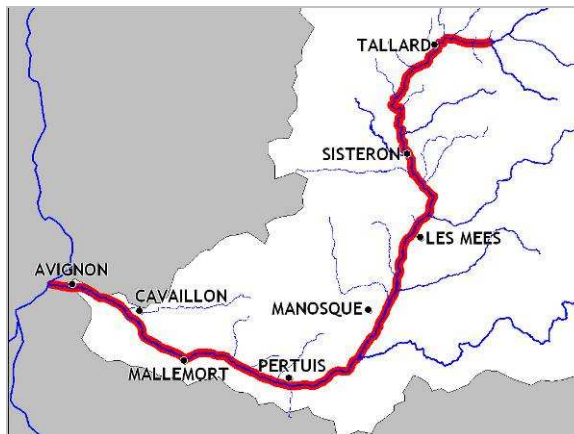 TALLARD
SISTERON
LES MEES
AVIGNON
CAVAILLON
MANOSQUE
PERTUIS
MALLEMORT